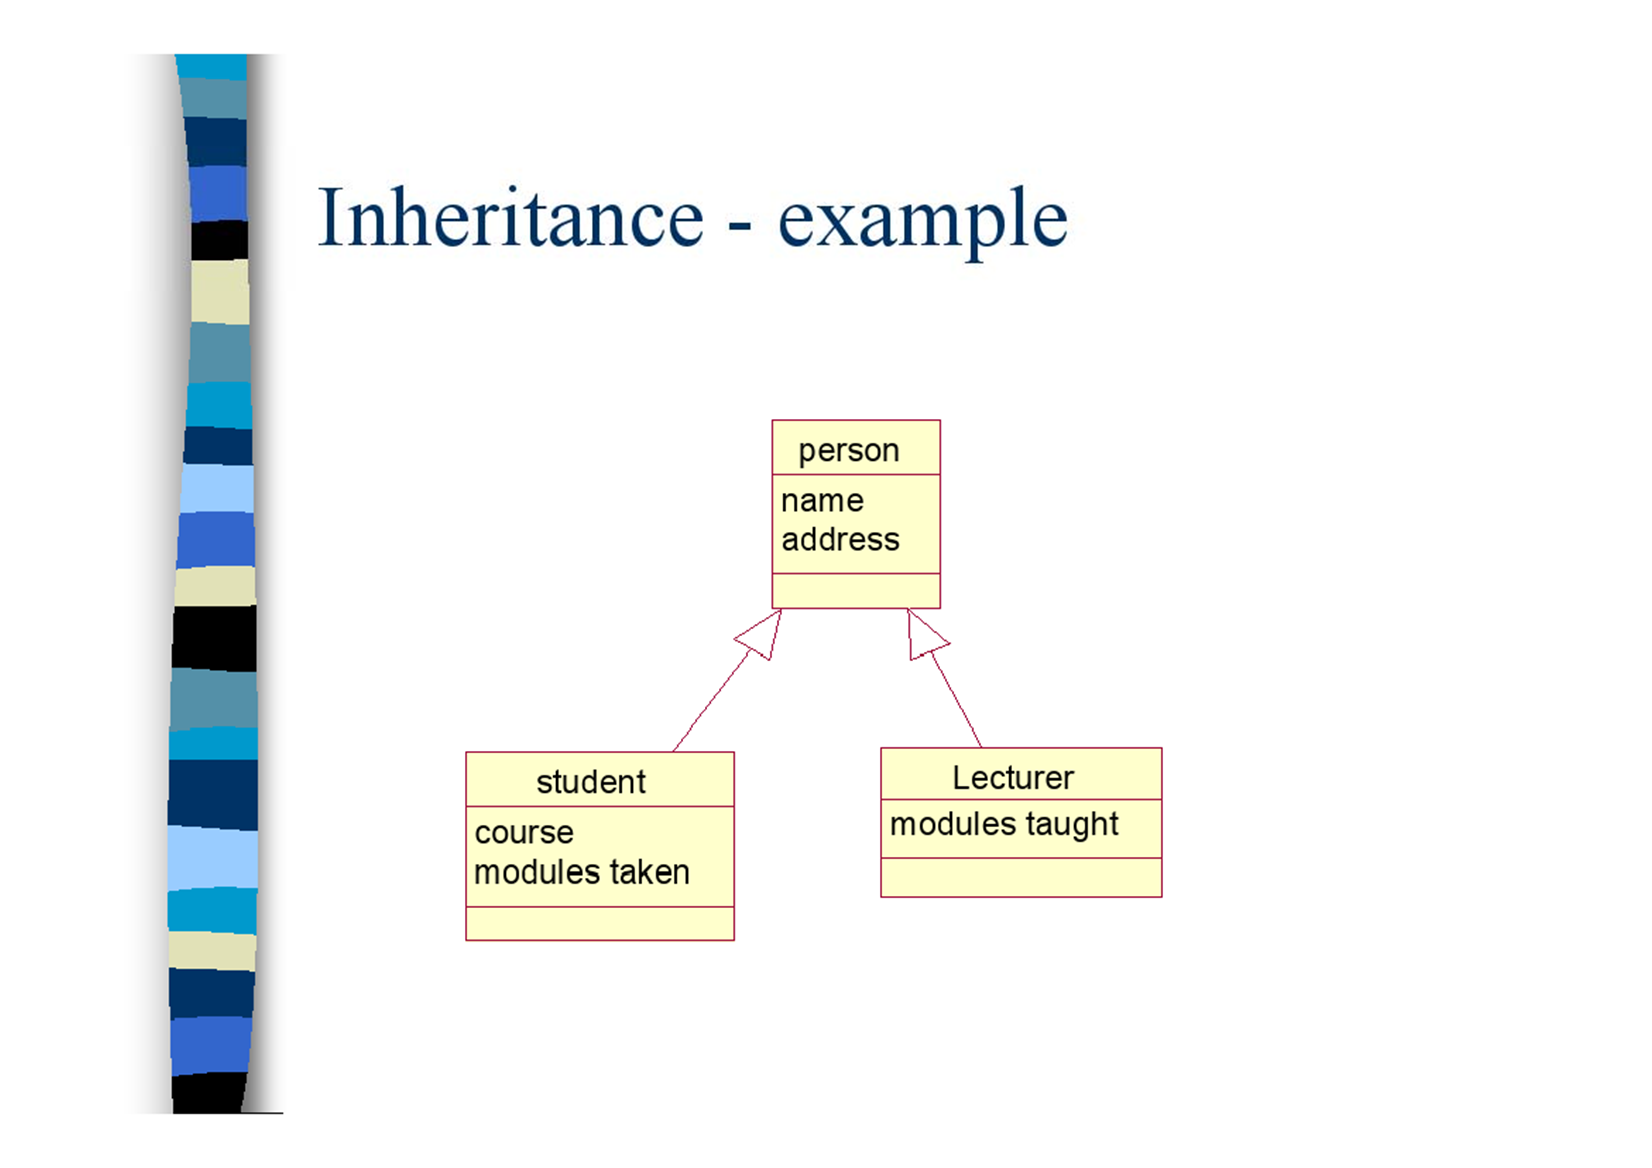 Inheritance - example
person
name
address
student
course
modules taken
Lecturer
modules taught